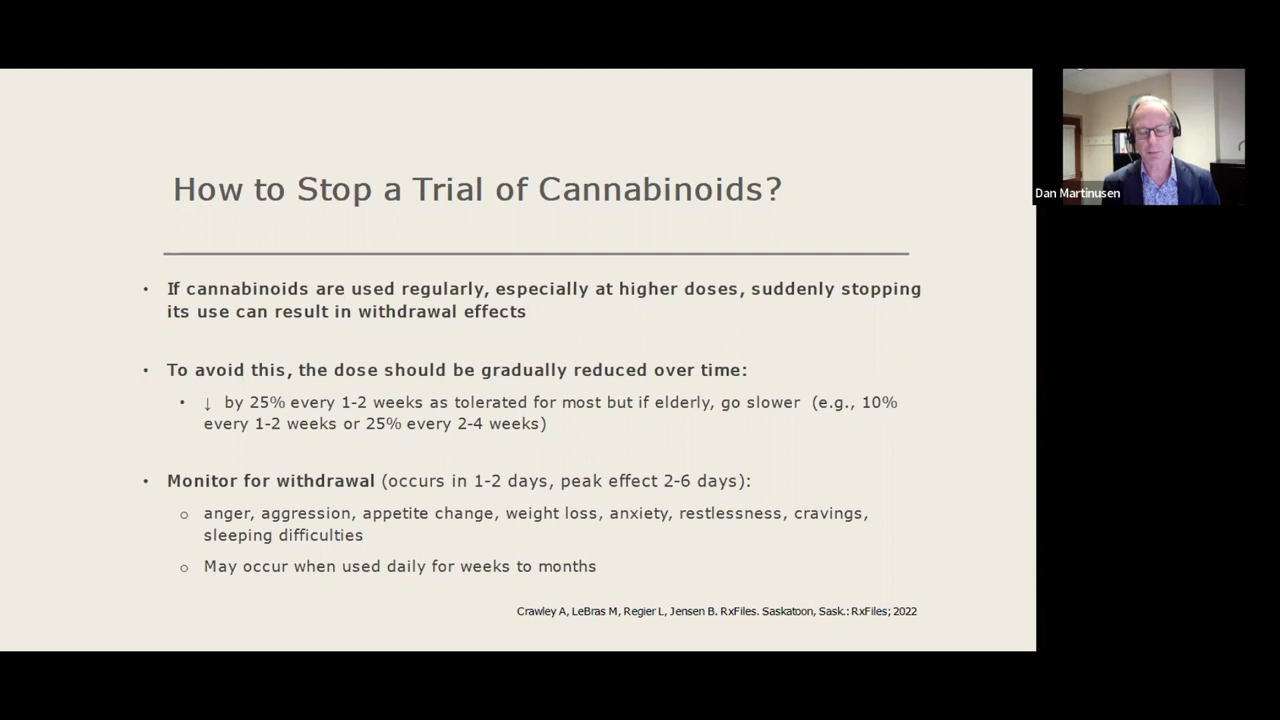 How to Stop a Trial of Cannabinoids?
• If cannabinoids are used regularly, especially at higher doses, suddenly stopping
its use can result in withdrawal effects
• To avoid this, the dose should be gradually reduced over time:
• ↓ by 25% every 1-2 weeks as tolerated for most but if elderly, go slower (e.g., 10%
every 1-2 weeks or 25% every 2-4 weeks)
• Monitor for withdrawal (occurs in 1-2 days, peak effect 2-6 days):
o anger, aggression, appetite change, weight loss, anxiety, restlessness, cravings,
sleeping difficulties
o May occur when used daily for weeks to months
Crawley A, LeBras M, Regier L, Jensen B. RxFiles. Saskatoon, Sask.: RxFiles; 2022
Dan Martinusen